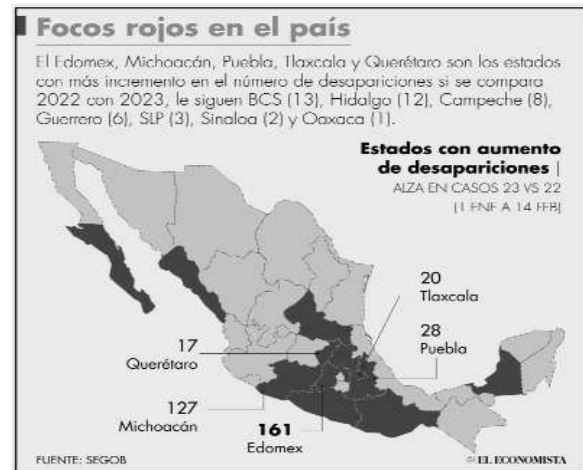 Focos rojos en el país
El Edomex, Michoacán, Puebla, Tlaxcala y Querétaro son los estados
con más incremento en el número de desapariciones si se compara
2022 con 2023, le siguen BCS (13), Hidalgo (12), Campeche (8),
Guerrero (6), SLP (3), Sinaloa (2) y Oaxaca (1).
Estados con aumento
de desapariciones |
ALZA EN CASOS 23 VS 22
(1 ENE A 14 FEB)
20
Tlaxcala
28
Puebla
17
Querétaro
127
Michoacán
161
Edomex
FUENTE: SEGOB
EL ECONOMISTA